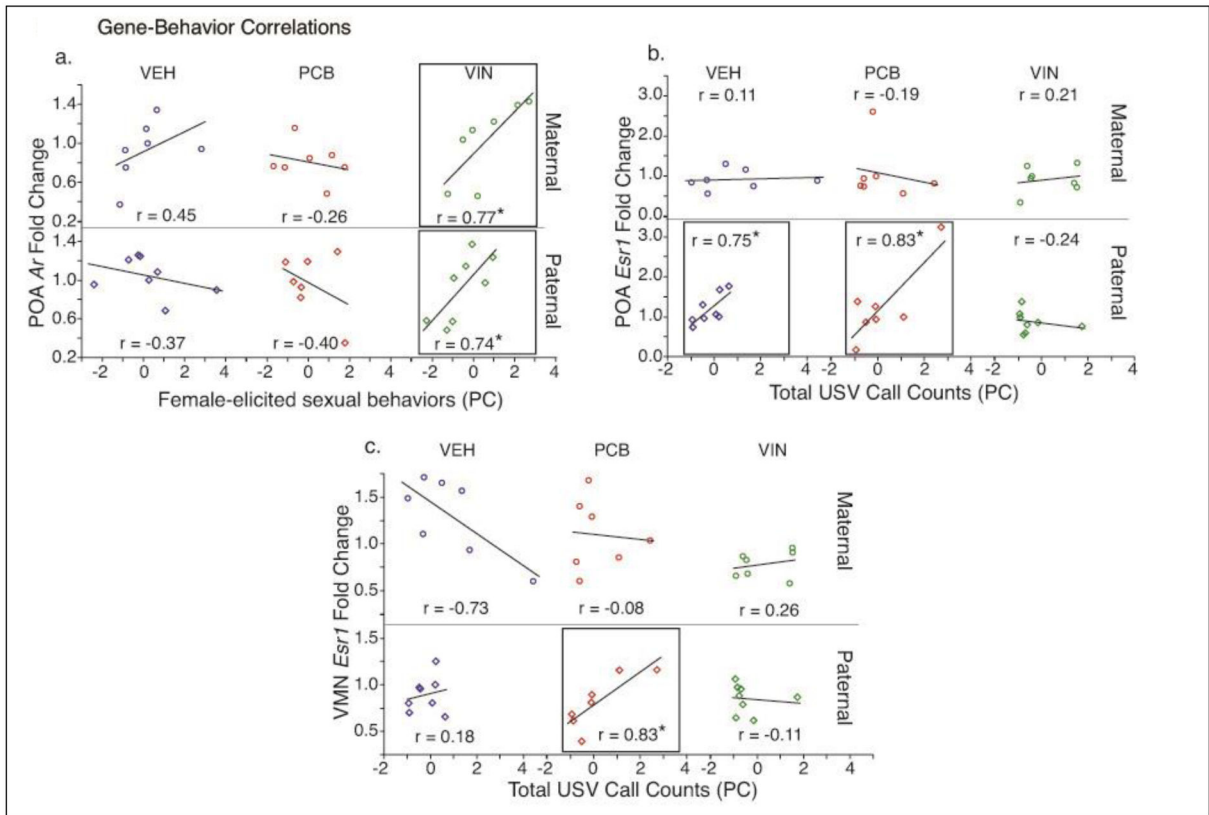 Gene-Behavior Correlations
a.
VEH PCB VIN
POA Ar Fold Change
1.4
1.0
0.6
0.2
r = 0.45 r = -0.26 r = 0.77*
Maternal
1.4
1.0
0.6
0.2
r = -0.37 r = -0.40 r = 0.74*
Paternal
-2 0 2 4 -2 0 2 4 -2 0 2 4
Female-elicited sexual behaviors (PC)
b.
VEH PCB VIN
r = 0.11 r = -0.19 r = 0.21
POA Esr1 Fold Change
3.0
2.0
1.0
0.0
Maternal
r = 0.75* r = 0.83* r = -0.24
3.0
2.0
1.0
0.0
Paternal
-2 0 2 4 -2 0 2 4 -2 0 2 4
Total USV Call Counts (PC)
c.
VEH PCB VIN
VMN Esr1 Fold Change
1.5
1.0
0.5
r = -0.73 r = -0.08 r = 0.26
Maternal
1.5
1.0
0.5
r = 0.18 r = 0.83* r = -0.11
Paternal
-2 0 2 4 -2 0 2 4 -2 0 2 4
Total USV Call Counts (PC)